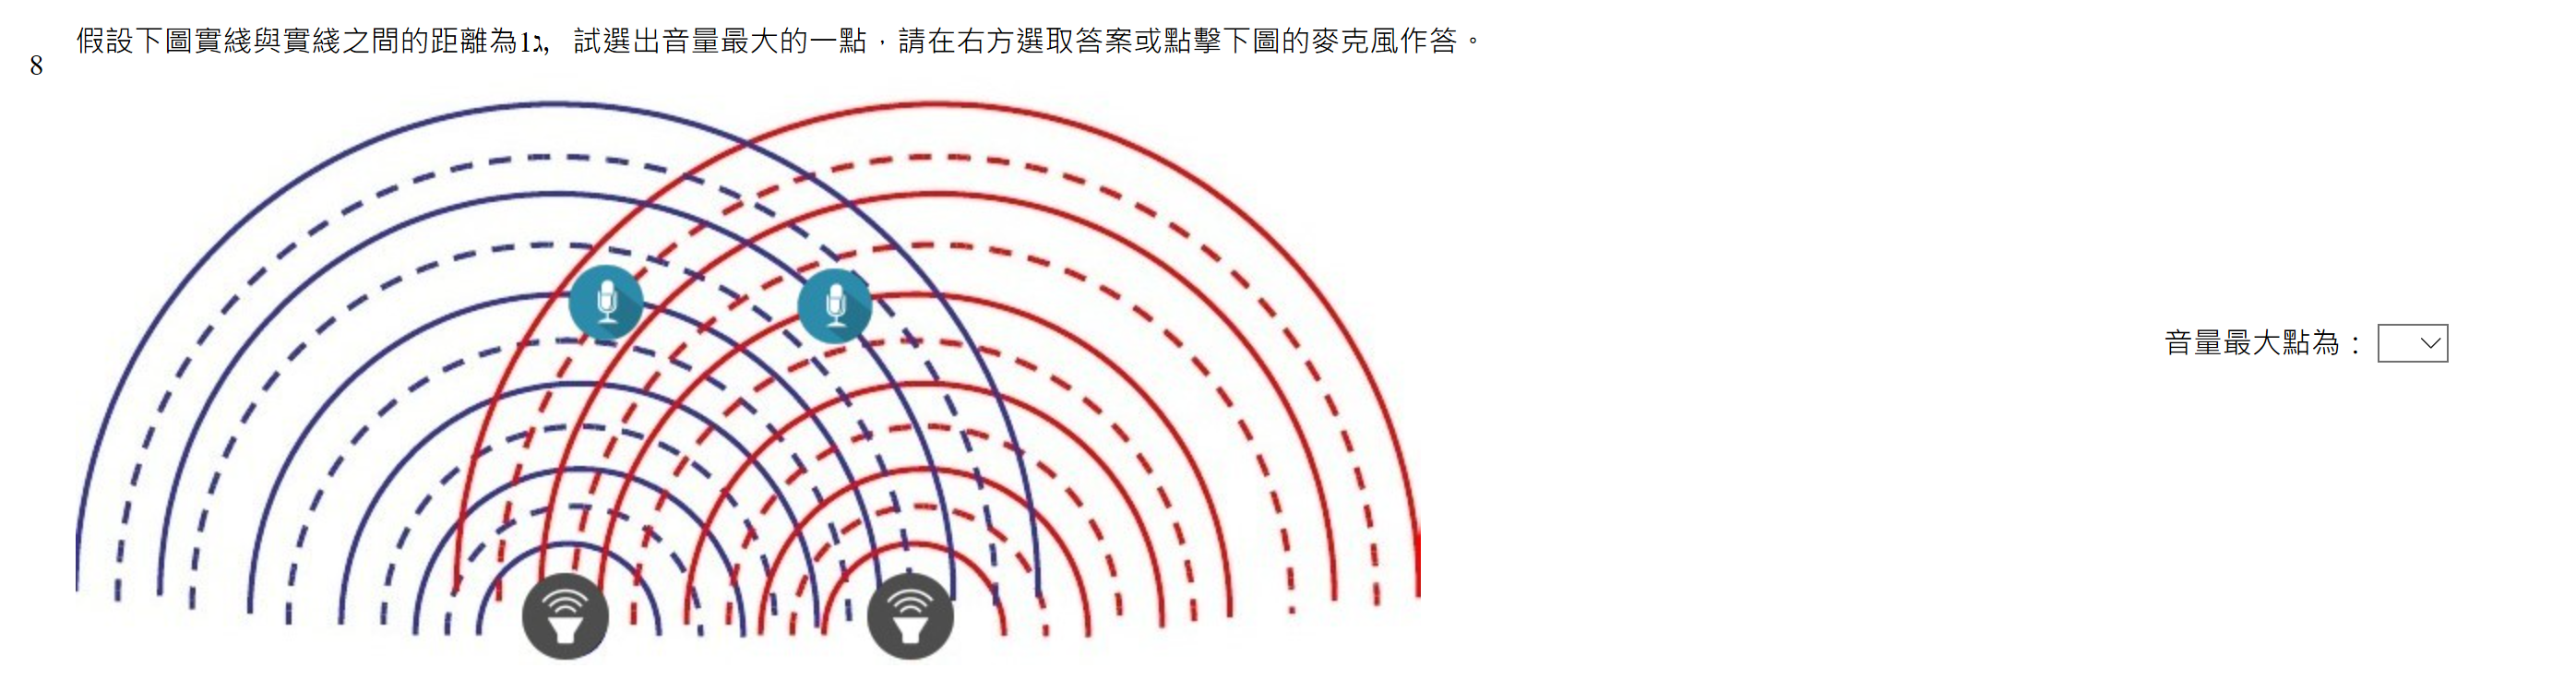 8
假設下圖實綫與實綫之間的距離為1λ, 試選出音量最大的一點，請在右方選取答案或點擊下圖的麥克風作答。
音量最大點為：